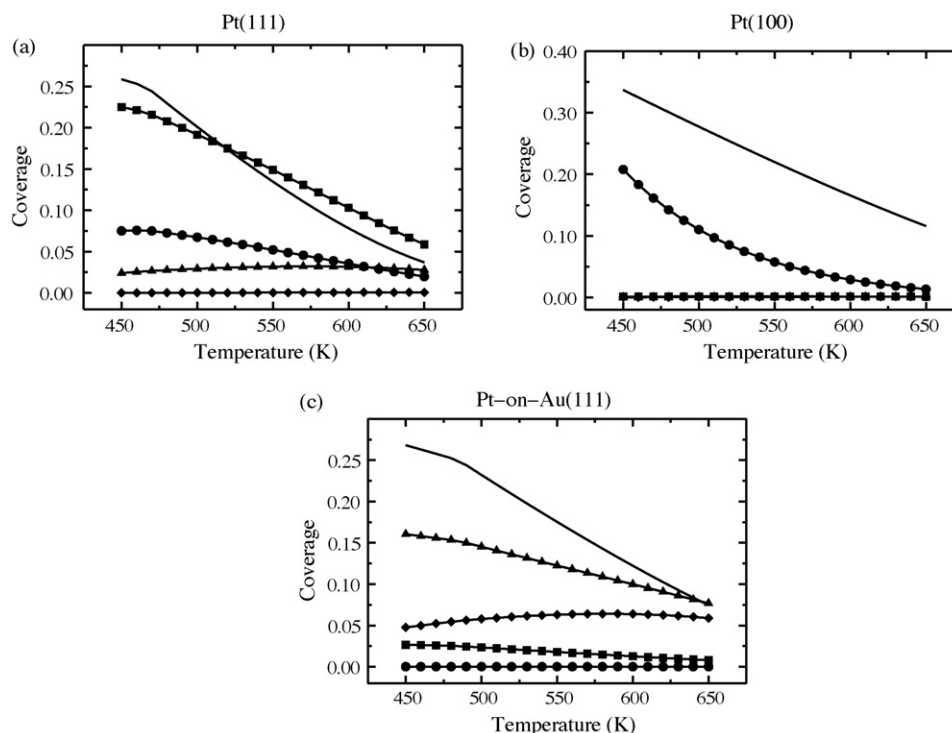 Pt(111)
(a)
0.25
0.20
0.15
0.10
0.05
0.00
Coverage
450 500 550 600 650
Temperature (K)
Pt(100)
(b)
0.40
0.30
0.20
0.10
0.00
Coverage
450 500 550 600 650
Temperature (K)
(c)
Pt–on–Au(111)
0.25
0.20
0.15
0.10
0.05
0.00
Coverage
450 500 550 600 650
Temperature (K)